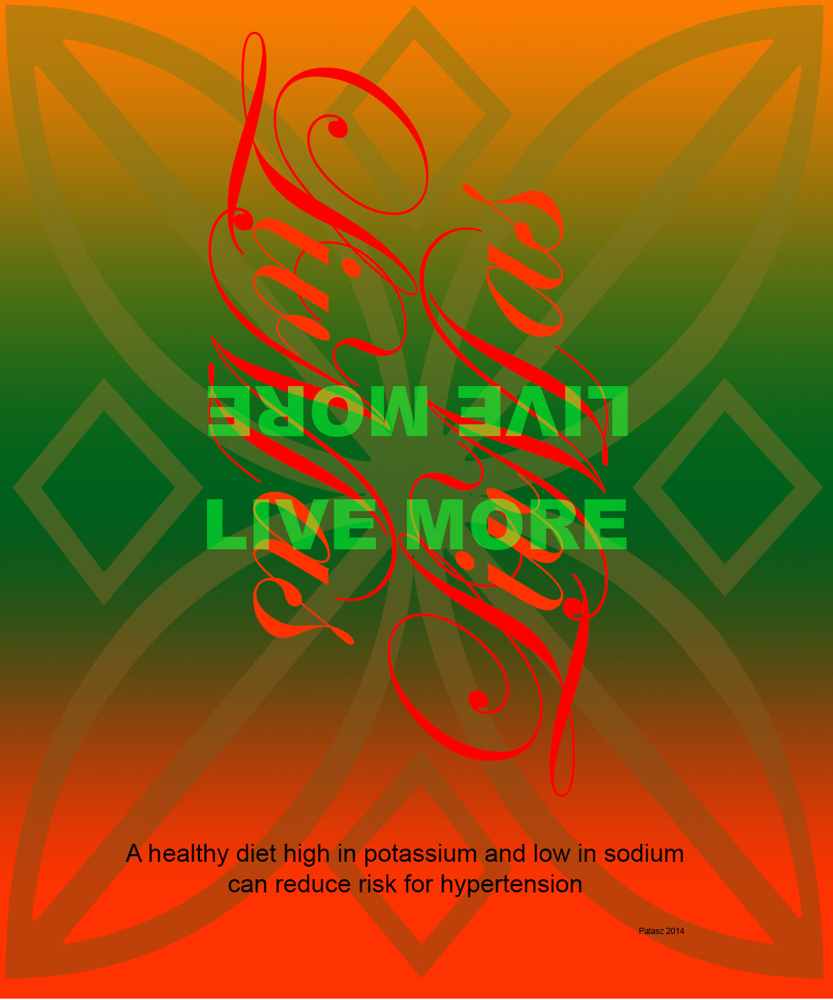 LIVE MORE
LIVE MORE
A healthy diet high in potassium and low in sodium
can reduce risk for hypertension
Palasz 2014